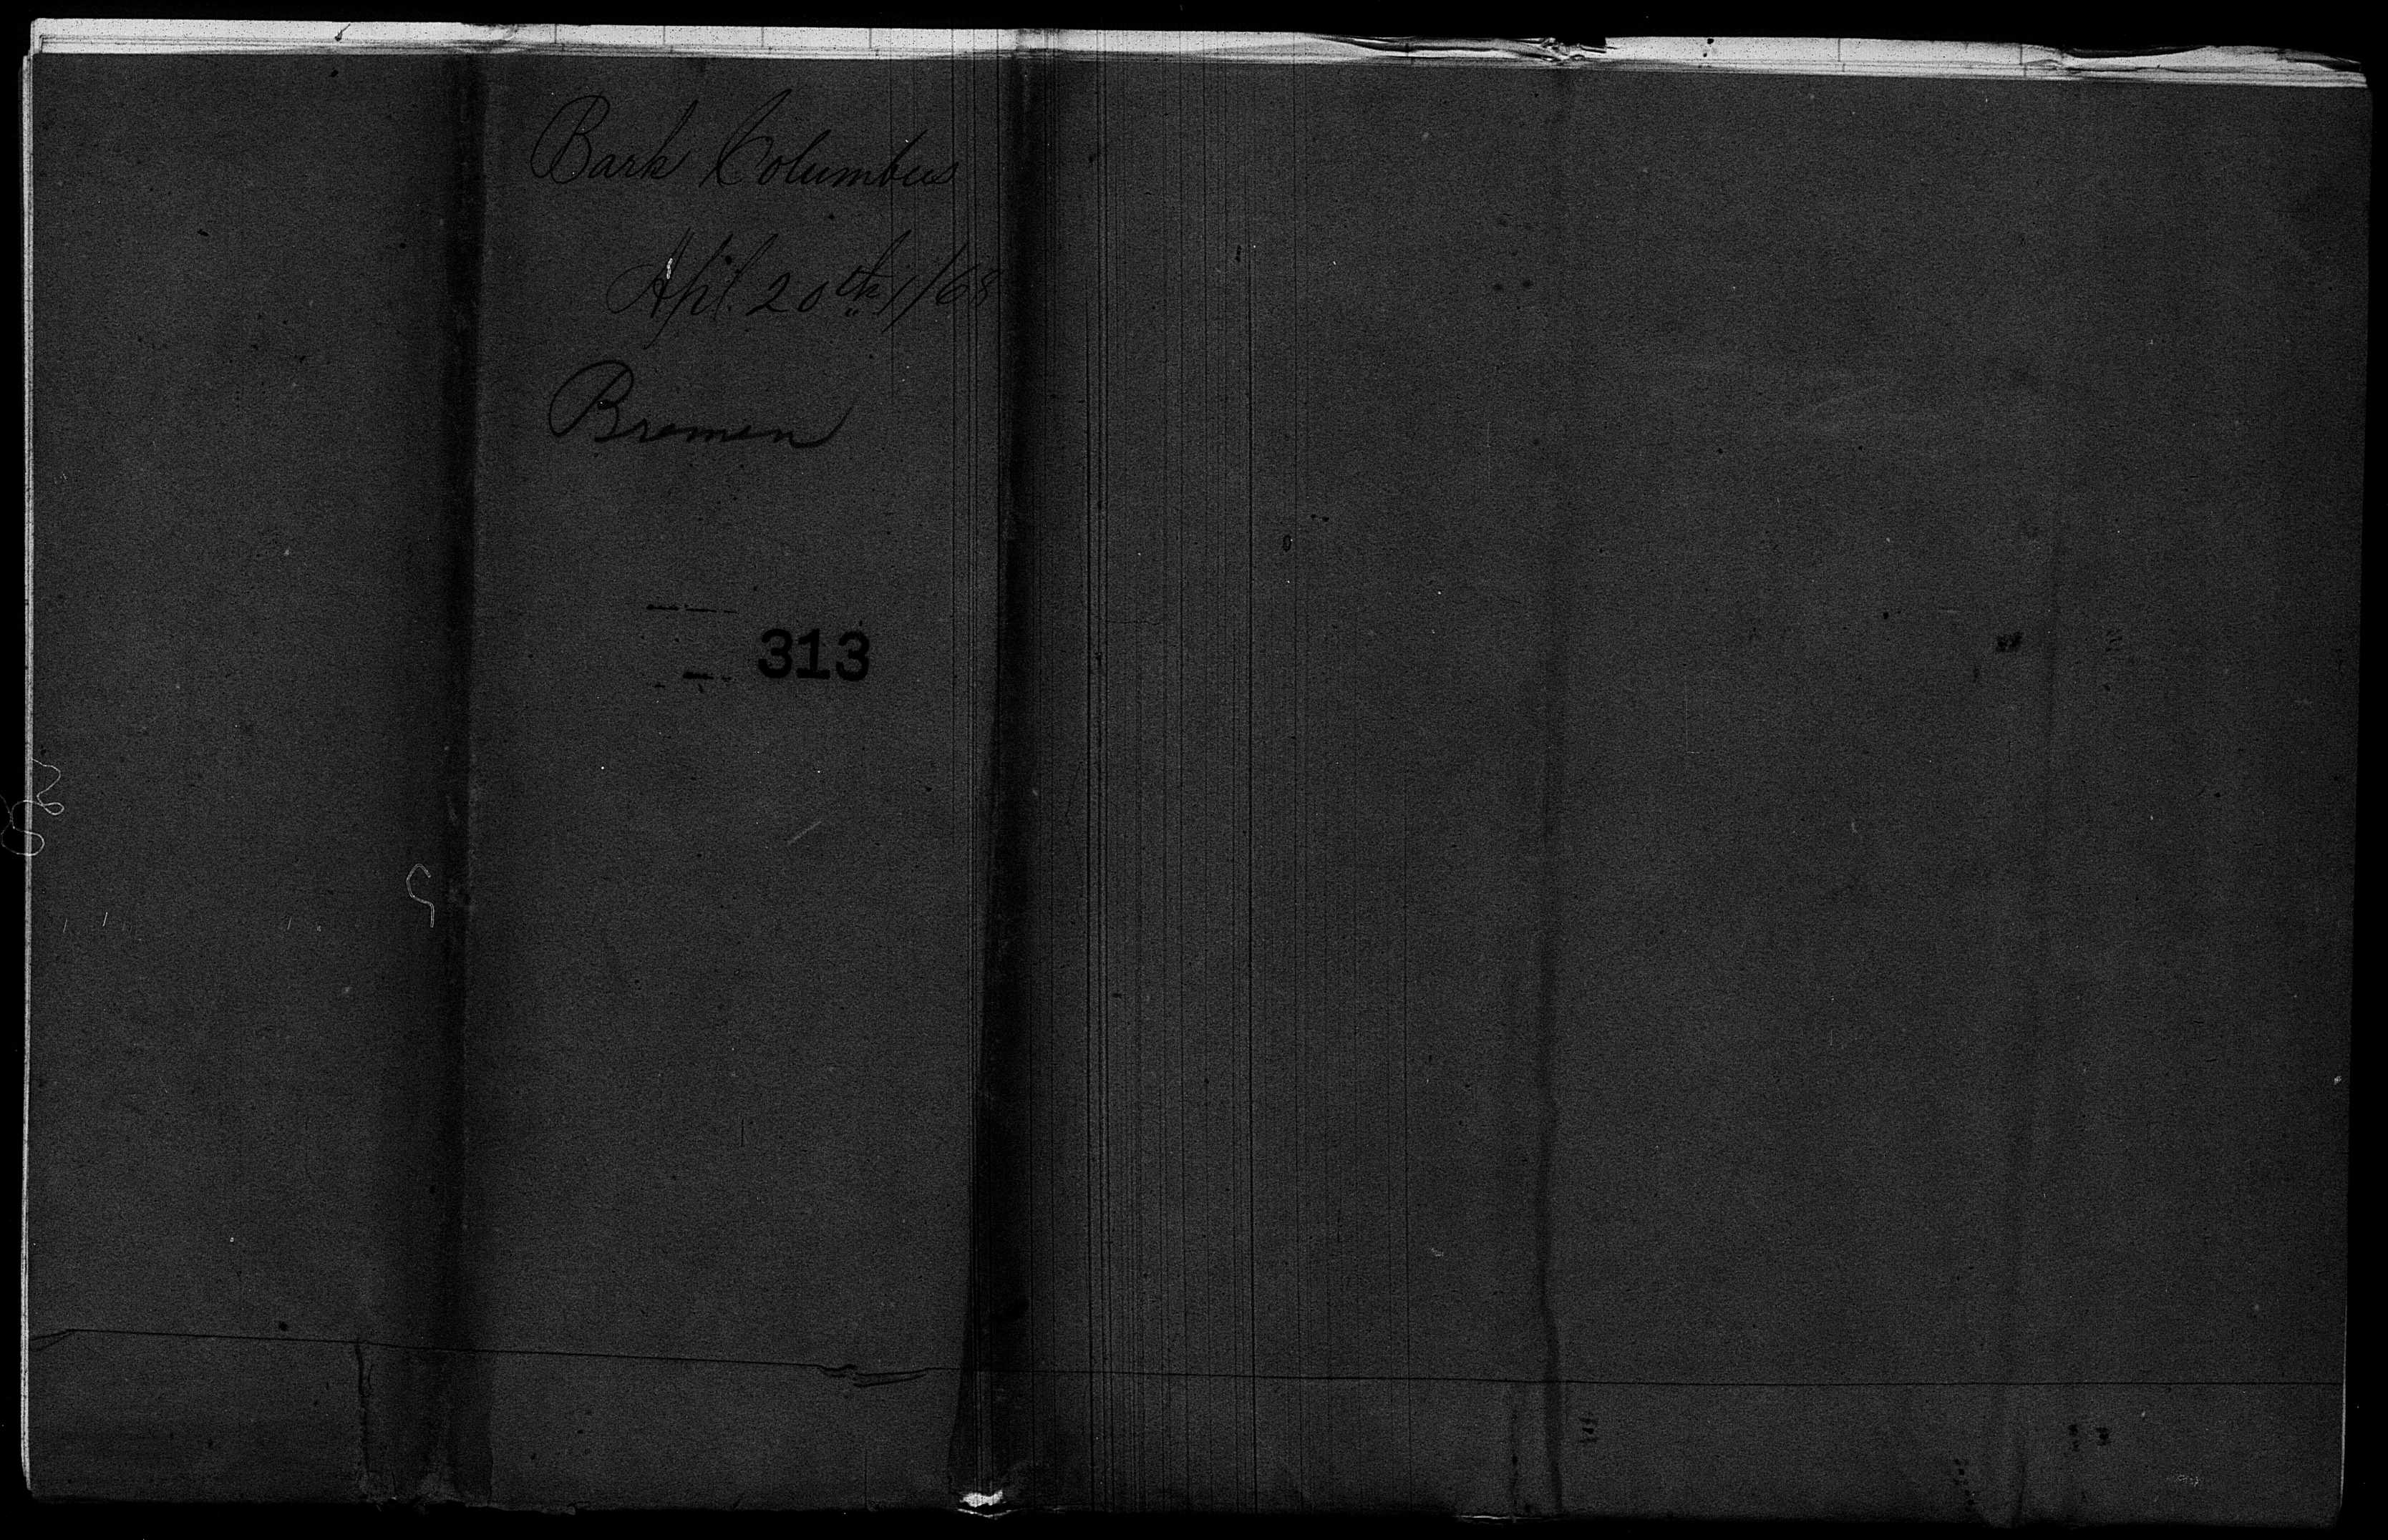 Bark Columbus
Apl. 20th /68
Bremen
313